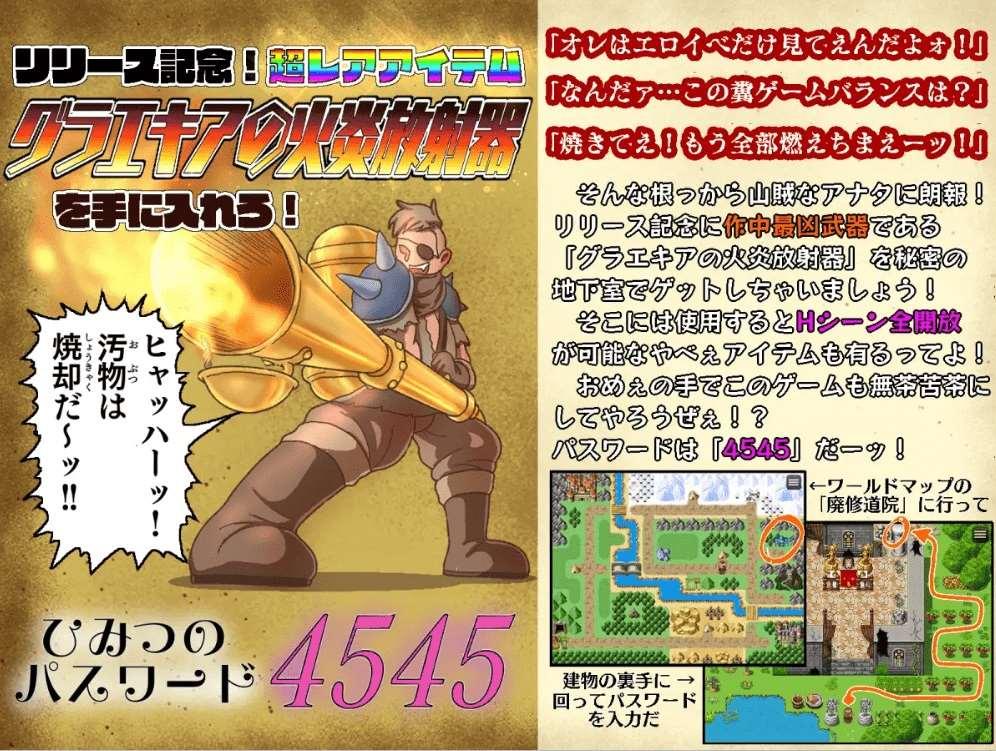 リリース記念！超レアアイテム
グラエキアの火炎放射器
を手に入れろ！
ヒャッハーッ！
汚物は
おぶつ
焼却だ～ッ!!
しょうきゃく
ひみつの
パスワード
4545
「オレはエロイベだけ見てえんだよォ！」
「なんだァ…この糞ゲームバランスは？」
「焼きてえ！もう全部燃えちまえーッ！」
そんな根っから山賊なアナタに朗報！
リリース記念に作中最凶武器である
「グラエキアの火炎放射器」を秘密の
地下室でゲットしちゃいましょう！
そこには使用するとHシーン全開放
が可能なやべぇアイテムも有るってよ！
おめぇの手でこのゲームも無茶苦茶に
してやろうぜぇ！？
パスワードは「4545」だーッ！
←ワールドマップの
「廃修道院」に行って
建物の裏手に→
回ってパスワード
を入力だ